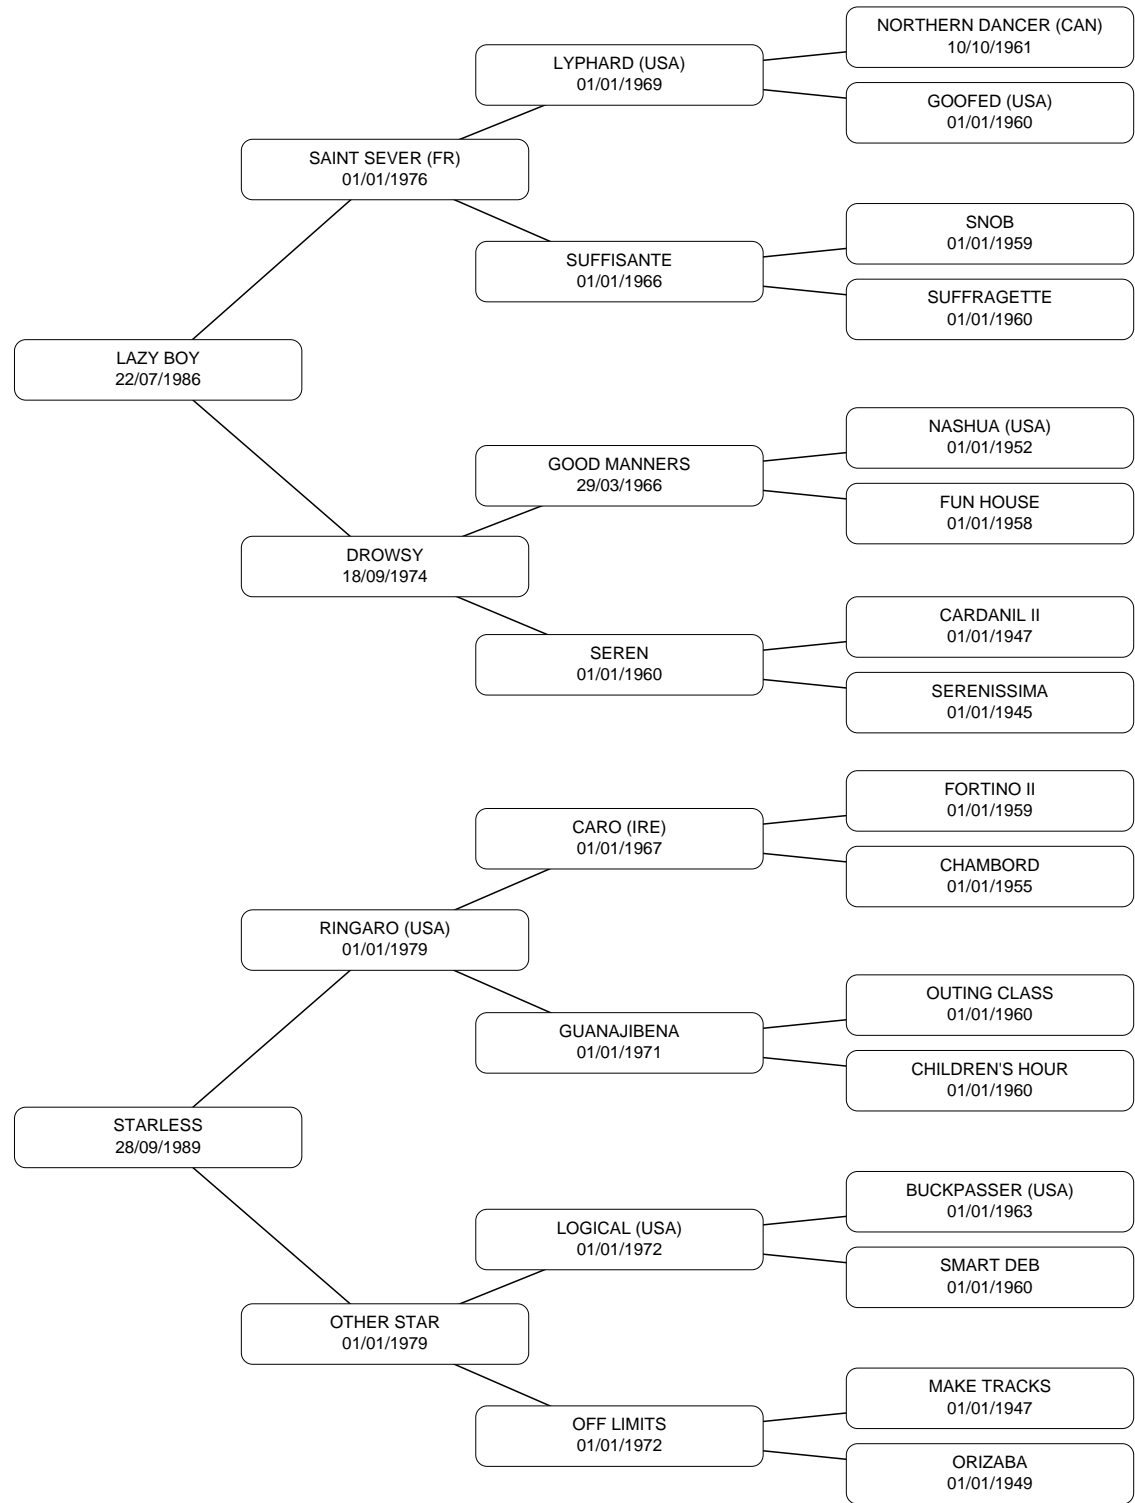 NORTHERN DANCER (CAN)
10/10/1961
LYPHARD (USA)
01/01/1969
GOOFED (USA)
01/01/1960
SAINT SEVER (FR)
01/01/1976
SNOB
01/01/1959
SUFFISANTE
01/01/1966
SUFFRAGETTE
01/01/1960
LAZY BOY
22/07/1986
NASHUA (USA)
01/01/1952
GOOD MANNERS
29/03/1966
FUN HOUSE
01/01/1958
DROWSY
18/09/1974
CARDANIL II
01/01/1947
SEREN
01/01/1960
SERENISSIMA
01/01/1945
FORTINO II
01/01/1959
CARO (IRE)
01/01/1967
CHAMBORD
01/01/1955
RINGARO (USA)
01/01/1979
OUTING CLASS
01/01/1960
GUANAJIBENA
01/01/1971
CHILDREN'S HOUR
01/01/1960
STARLESS
28/09/1989
BUCKPASSER (USA)
01/01/1963
LOGICAL (USA)
01/01/1972
SMART DEB
01/01/1960
OTHER STAR
01/01/1979
MAKE TRACKS
01/01/1947
OFF LIMITS
01/01/1972
ORIZABA
01/01/1949